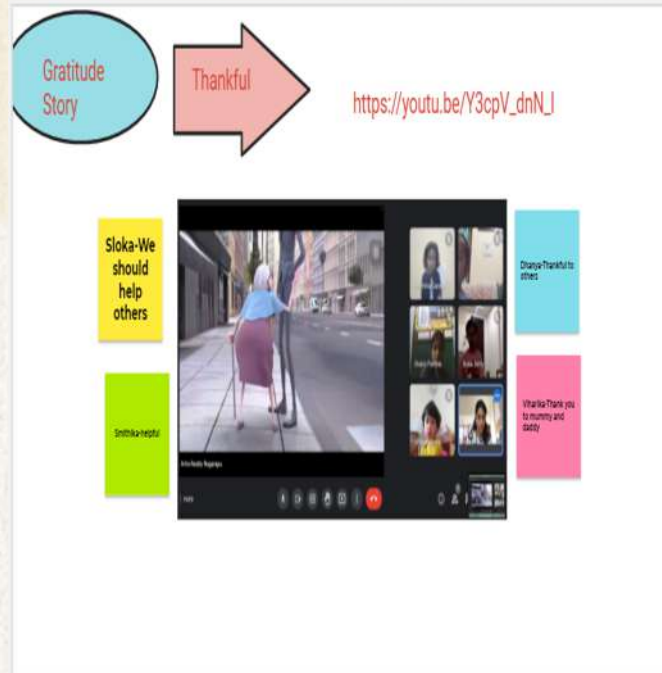 Gratitude
Story
Thankful
https://youtu.be/Y3cpV_dnN_I
Sloka-We
should
help
others
Smithika-helpful
Dhanya-Thankful to
others
Viharika-Thank you
to mummy and
daddy